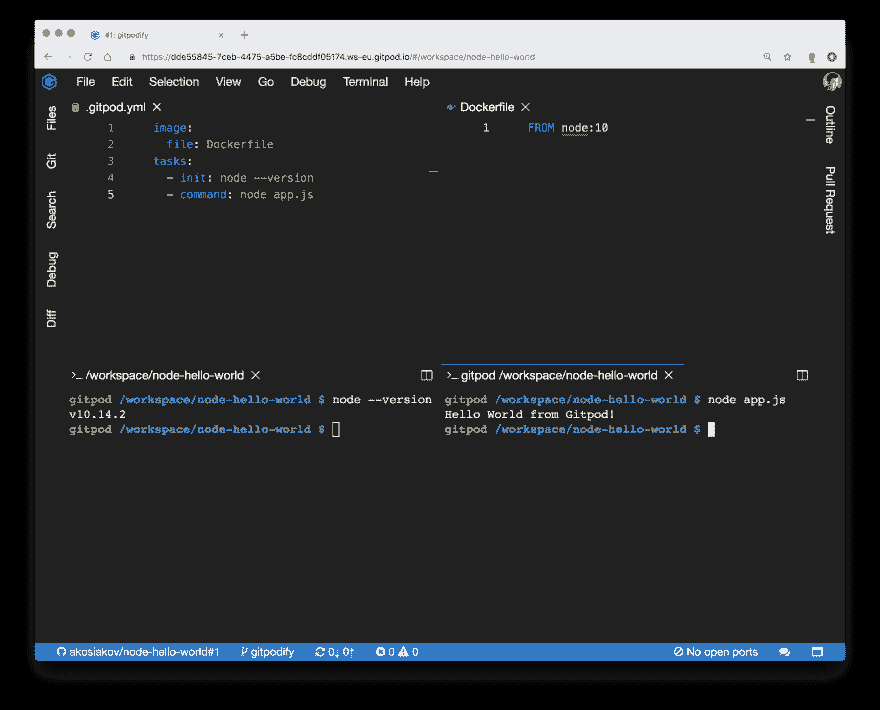 #1: gitpodify
https://dde55845-7ceb-4475-a5be-fc8cddf05174.ws-eu.gitpod.io/#/workspace/node-hello-world
File Edit Selection View Go Debug Terminal Help
Files
Git
Search
Debug
Diff
.gitpod.yml
1 image:
2 file: Dockerfile
3 tasks:
4 - init: node --version
5 - command: node app.js
Dockerfile
1 FROM node:10
Outline
Pull Request
>_ /workspace/node-hello-world
gitpod /workspace/node-hello-world $ node --version
v10.14.2
gitpod /workspace/node-hello-world $
>_ gitpod /workspace/node-hello-world
gitpod /workspace/node-hello-world $ node app.js
Hello World from Gitpod!
gitpod /workspace/node-hello-world $
akosiakov/node-hello-world#1 gitpodify 0↓ 0↑ 0 0 No open ports